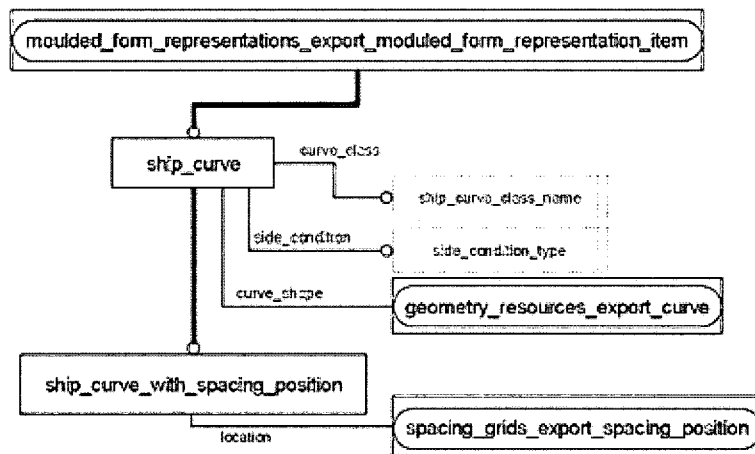 moulded_form_representations_export_moduled_form_representation_item
curve_class
ship_curve
ship_curve_class_name
side_condition
side_condition_type
curve_shape
geometry_resources_export_curve
ship_curve_with_spacing_position
location
spacing_grids_export_spacing_position